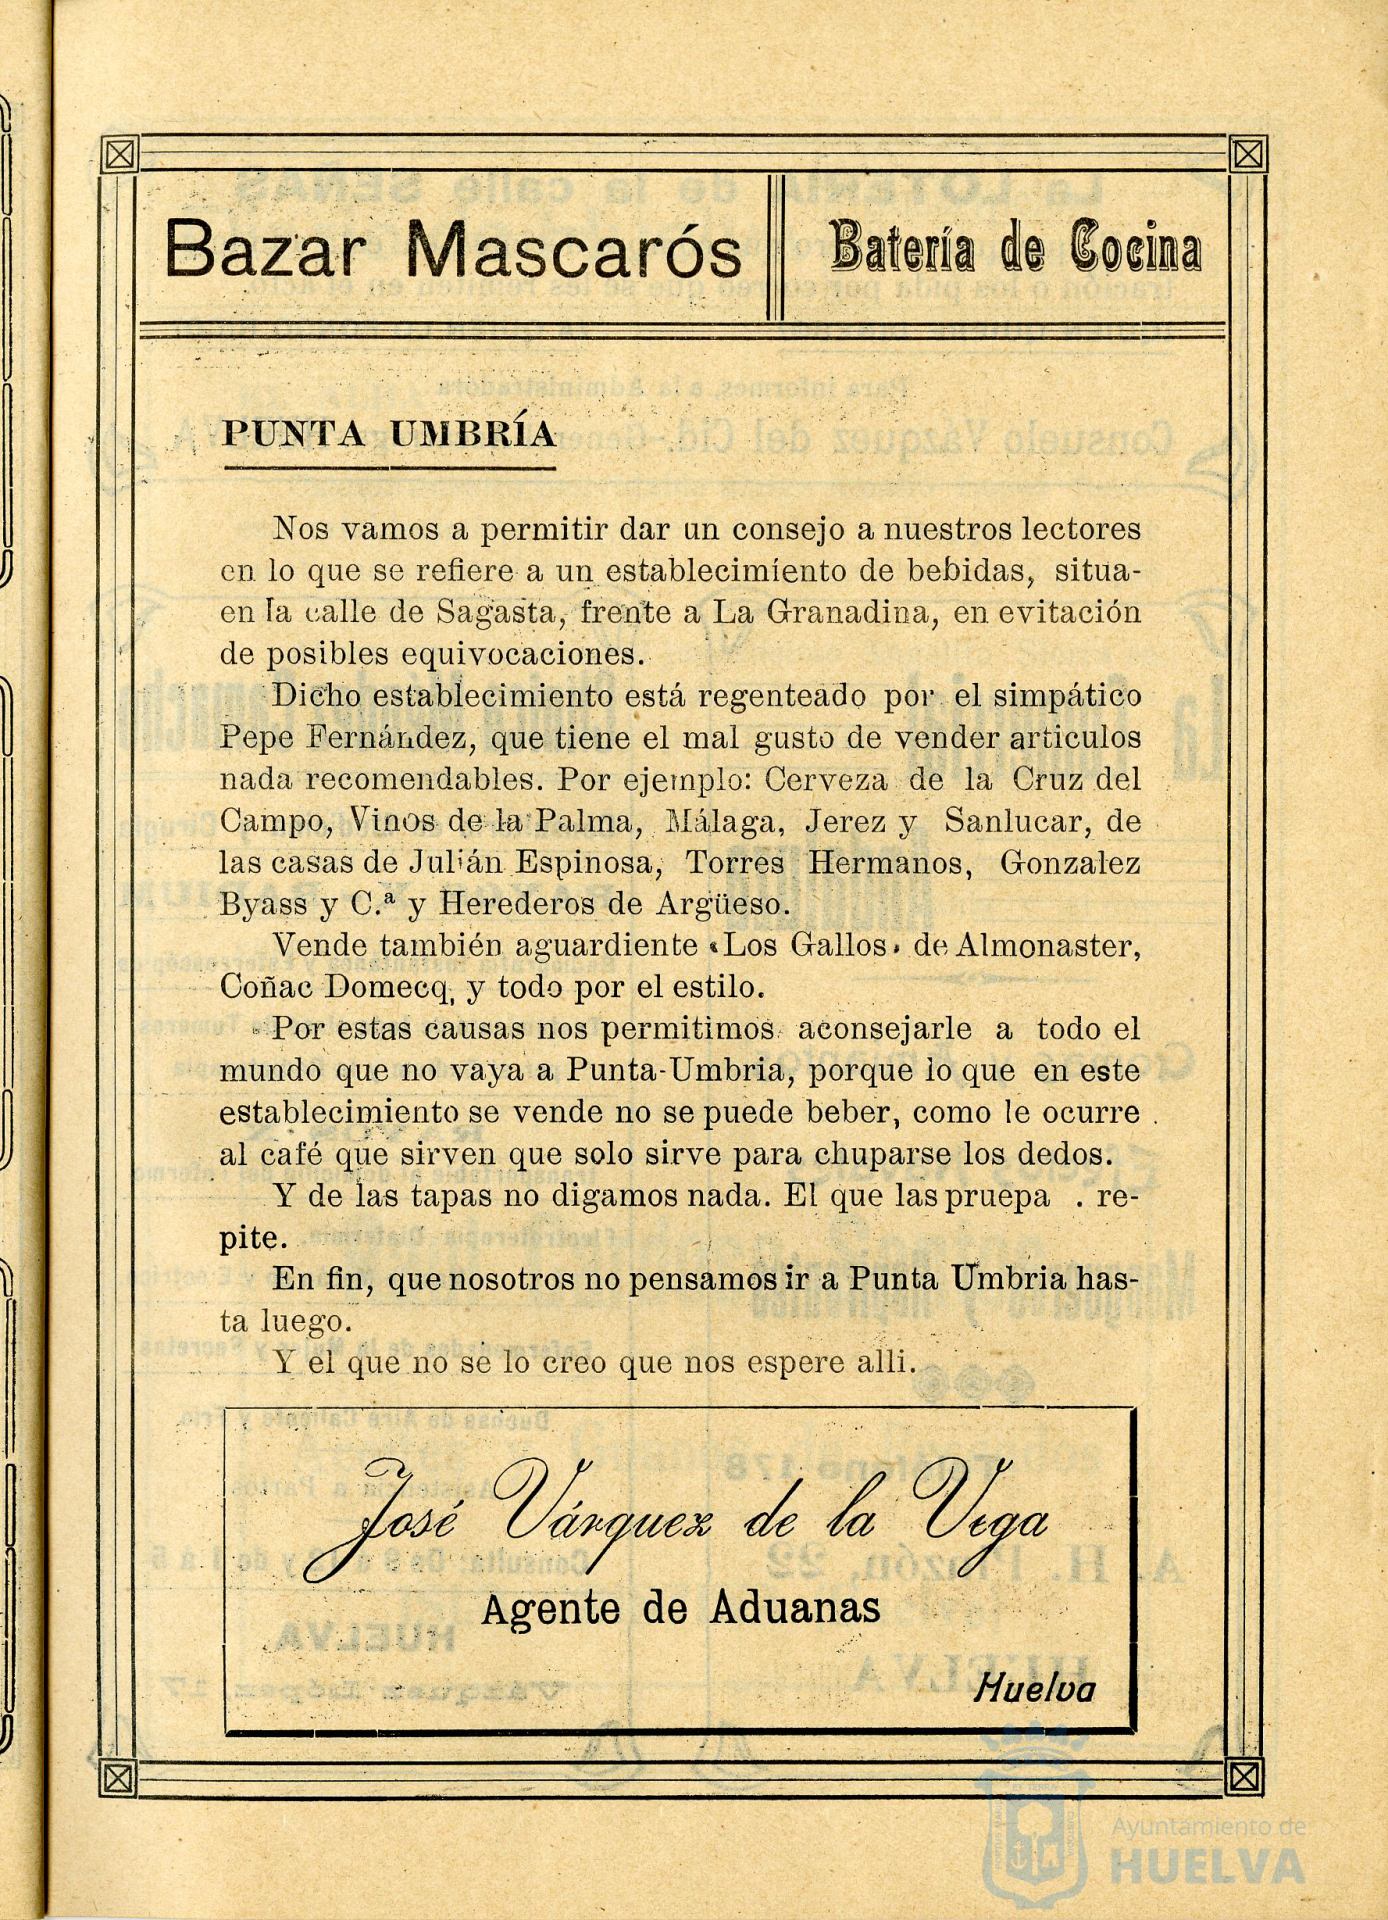 Bazar Mascarós
Batería de Cocina
PUNTA UMBRÍA
Nos vamos a permitir dar un consejo a nuestros lectores
en lo que se refiere a un establecimiento de bebidas, situa-
en la calle de Sagasta, frente a La Granadina, en evitación
de posibles equivocaciones.
Dicho establecimiento está regenteado por el simpático
Pepe Fernández, que tiene el mal gusto de vender articulos
nada recomendables. Por ejemplo: Cerveza de la Cruz del
Campo, Vinos de la Palma, Málaga, Jerez y Sanlucar, de
las casas de Julián Espinosa, Torres Hermanos, Gonzalez
Byass y C.ª y Herederos de Argüeso.
Vende también aguardiente «Los Gallos» de Almonaster,
Coñac Domecq, y todo por el estilo.
Por estas causas nos permitimos aconsejarle a todo el
mundo que no vaya a Punta-Umbria, porque lo que en este
establecimiento se vende no se puede beber, como le ocurre
al café que sirven que solo sirve para chuparse los dedos.
Y de las tapas no digamos nada. El que las pruepa . re-
pite.
En fin, que nosotros no pensamos ir a Punta Umbria has-
ta luego.
Y el que no se lo creo que nos espere alli.
José Várquez de la Vega
Agente de Aduanas
Huelva
Ayuntamiento de
HUELVA